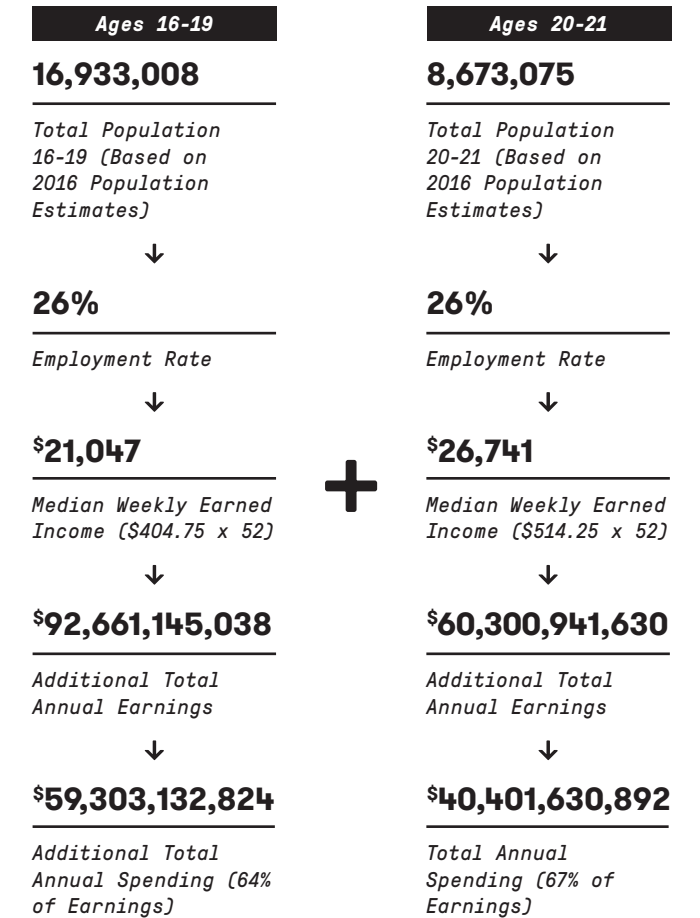 Ages 16-19
16,933,008
Total Population
16-19 (Based on
2016 Population
Estimates)
↓
26%
Employment Rate
↓
$21,047
Median Weekly Earned
Income ($404.75 x 52)
↓
$92,661,145,038
Additional Total
Annual Earnings
↓
$59,303,132,824
Additional Total
Annual Spending (64%
of Earnings)
+
Ages 20-21
8,673,075
Total Population
20-21 (Based on
2016 Population
Estimates)
↓
26%
Employment Rate
↓
$26,741
Median Weekly Earned
Income ($514.25 x 52)
↓
$60,300,941,630
Additional Total
Annual Earnings
↓
$40,401,630,892
Total Annual
Spending (67% of
Earnings)